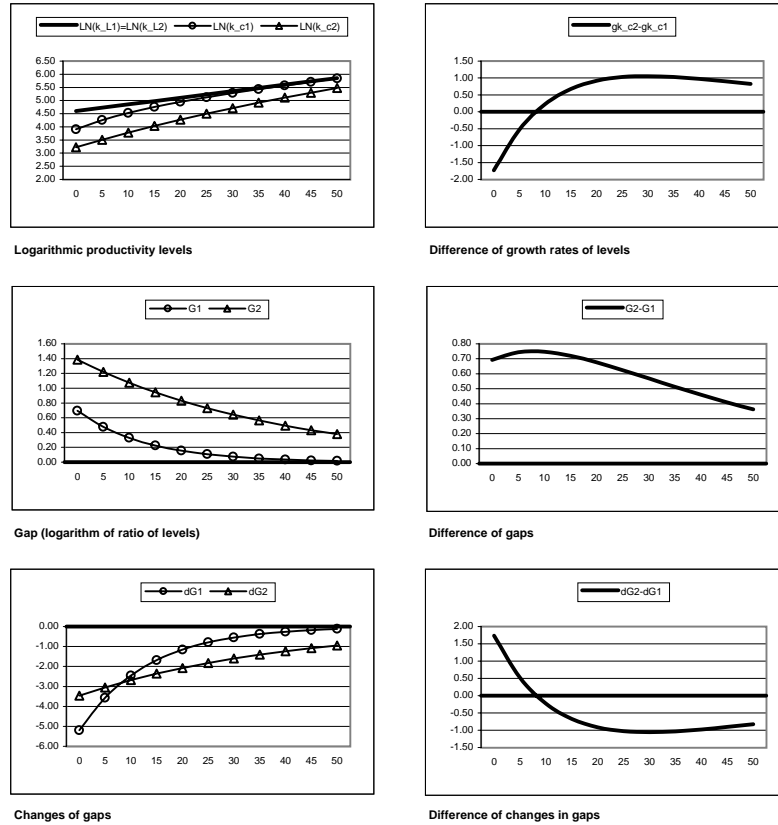 LN(k_L1)=LN(k_L2) LN(k_c1) LN(k_c2)
6.50
6.00
5.50
5.00
4.50
4.00
3.50
3.00
2.50
2.00
0 5 10 15 20 25 30 35 40 45 50
Logarithmic productivity levels
gk_c2-gk_c1
1.50
1.00
0.50
0.00
-0.50
-1.00
-1.50
-2.00
0 5 10 15 20 25 30 35 40 45 50
Difference of growth rates of levels
G1 G2
1.60
1.40
1.20
1.00
0.80
0.60
0.40
0.20
0.00
0 5 10 15 20 25 30 35 40 45 50
Gap (logarithm of ratio of levels)
G2-G1
0.80
0.70
0.60
0.50
0.40
0.30
0.20
0.10
0.00
0 5 10 15 20 25 30 35 40 45 50
Difference of gaps
dG1 dG2
0.00
-1.00
-2.00
-3.00
-4.00
-5.00
-6.00
0 5 10 15 20 25 30 35 40 45 50
Changes of gaps
dG2-dG1
2.00
1.50
1.00
0.50
0.00
-0.50
-1.00
-1.50
0 5 10 15 20 25 30 35 40 45 50
Difference of changes in gaps